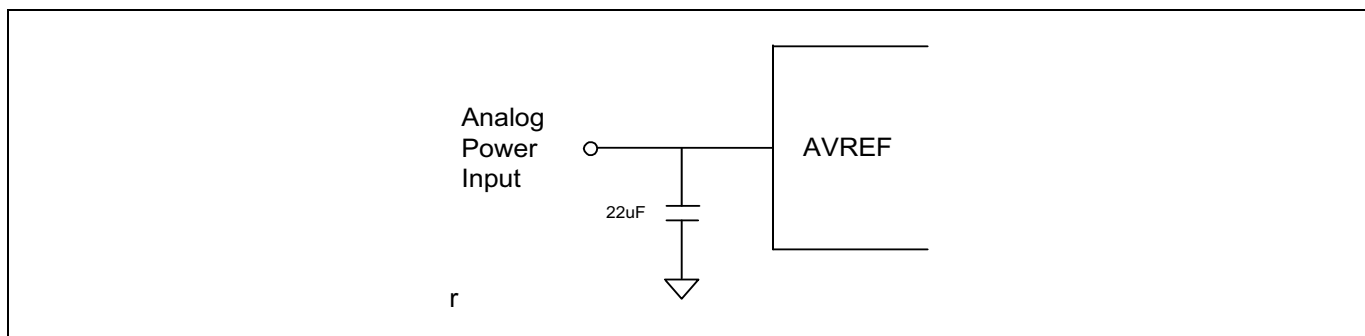 Analog
Power
Input
AVREF
22uF
r